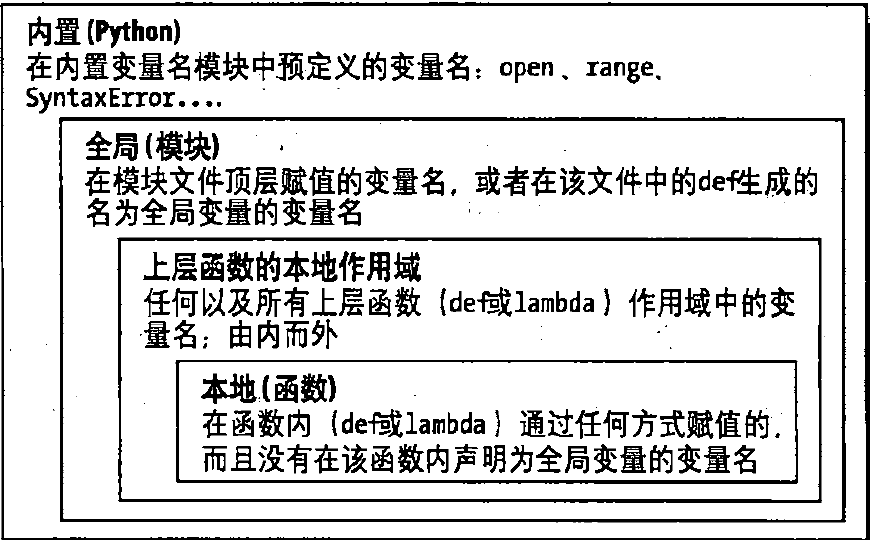 内置(Python)
在内置变量名模块中预定义的变量名：open、range、
SyntaxError....
全局(模块)
在模块文件顶层赋值的变量名，或者在该文件中的def生成的
名为全局变量的变量名
上层函数的本地作用域
任何以及所有上层函数（def或lambda）作用域中的变
量名；由内而外
本地(函数)
在函数内（def或lambda）通过任何方式赋值的，
而且没有在该函数内声明为全局变量的变量名